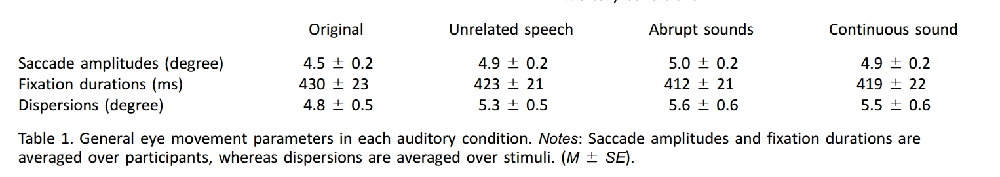 Original Unrelated speech Abrupt sounds Continuous sound
Saccade amplitudes (degree) 4.5 ± 0.2 4.9 ± 0.2 5.0 ± 0.2 4.9 ± 0.2
Fixation durations (ms) 430 ± 23 423 ± 21 412 ± 21 419 ± 22
Dispersions (degree) 4.8 ± 0.5 5.3 ± 0.5 5.6 ± 0.6 5.5 ± 0.6
Table 1. General eye movement parameters in each auditory condition. Notes: Saccade amplitudes and fixation durations are
averaged over participants, whereas dispersions are averaged over stimuli. (M ± SE).